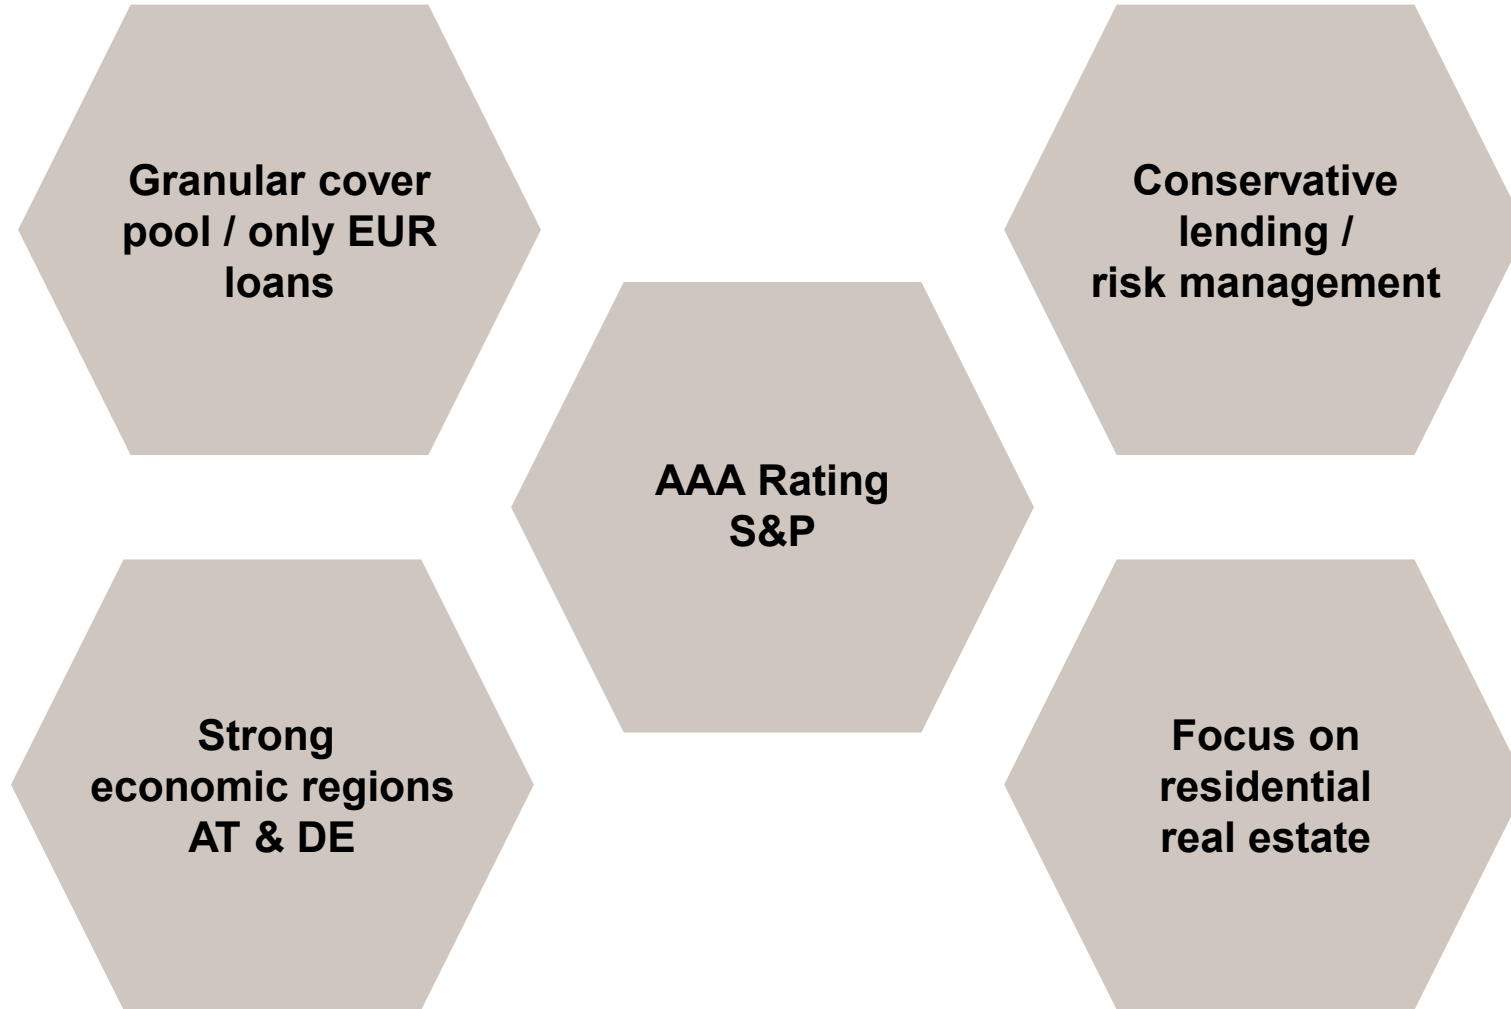 Granular cover
pool / only EUR
loans
Conservative
lending /
risk management
AAA Rating
S&P
Strong
economic regions
AT & DE
Focus on
residential
real estate